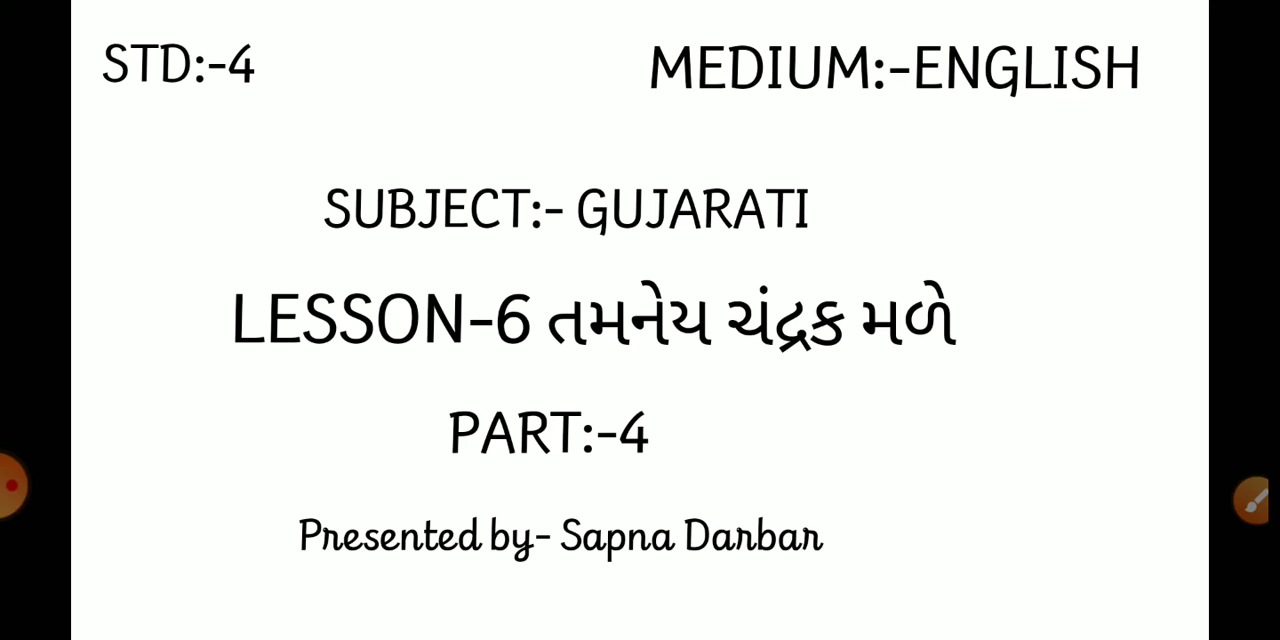 STD:-4
MEDIUM:-ENGLISH
SUBJECT:- GUJARATI
LESSON-6 તમનેય ચંદ્રક મળે
PART:-4
Presented by- Sapna Darbar